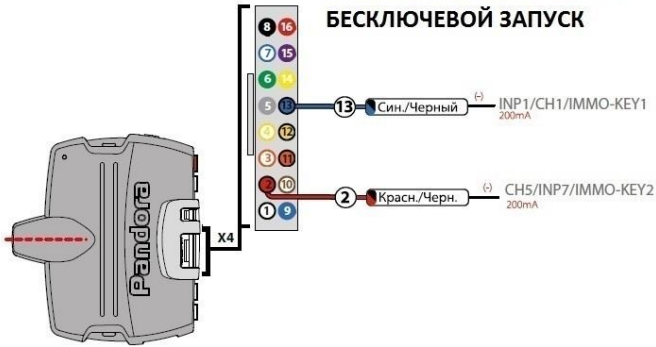 БЕСКЛЮЧЕВОЙ ЗАПУСК
8 16
7 15
6 14
5 13
4 12
3 11
2 10
1 9
13 Син./Черный (-) INP1/CH1/IMMO-KEY1
200mA
2 Красн./Черн. (-) CH5/INP7/IMMO-KEY2
200mA
X4
Pandora